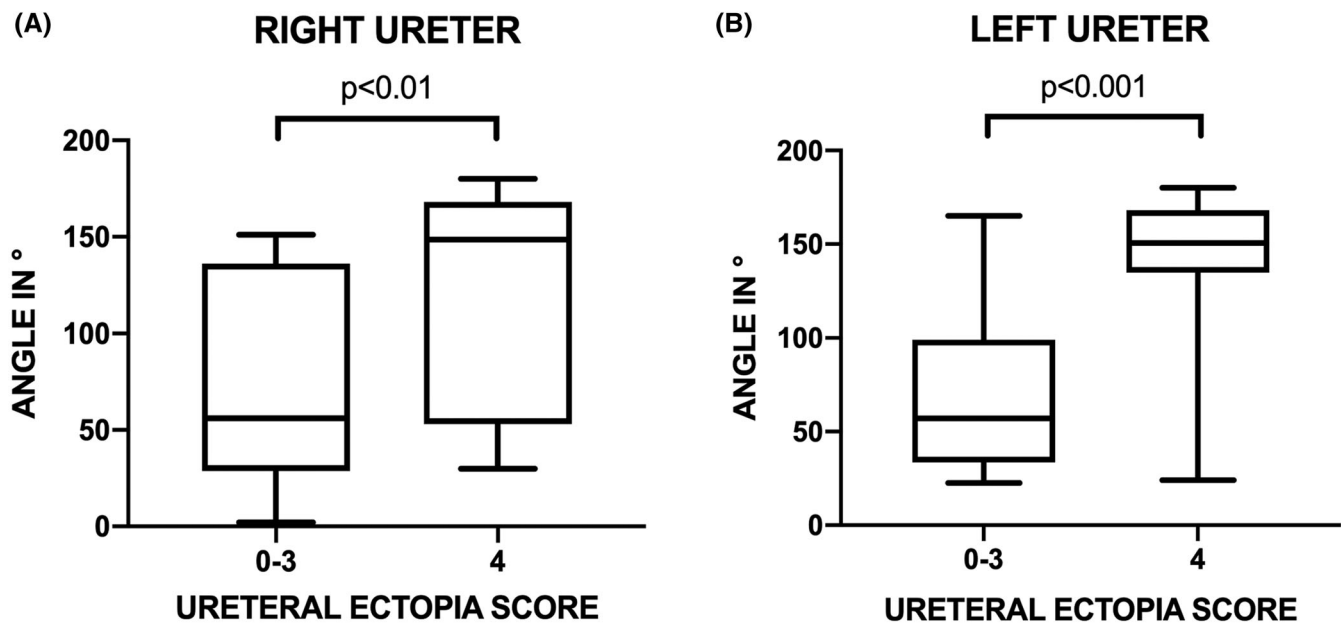 (A)
RIGHT URETER
p<0.01
200
150
100
50
0
ANGLE IN °
0-3
4
URETERAL ECTOPIA SCORE
(B)
LEFT URETER
p<0.001
200
150
100
50
0
ANGLE IN °
0-3
4
URETERAL ECTOPIA SCORE